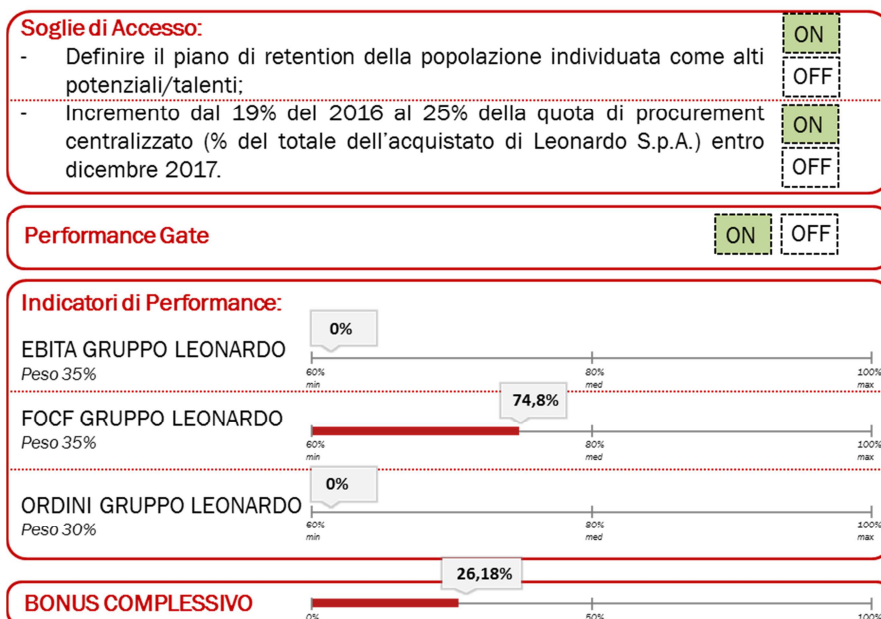 Soglie di Accesso:
- Definire il piano di retention della popolazione individuata come alti
potenziali/talenti;
ON
OFF
- Incremento dal 19% del 2016 al 25% della quota di procurement
centralizzato (% del totale dell'acquistato di Leonardo S.p.A.) entro
dicembre 2017.
ON
OFF
Performance Gate
ON OFF
Indicatori di Performance:
0%
EBITA GRUPPO LEONARDO
Peso 35%
60% 80% 100%
min med max
74,8%
FOCF GRUPPO LEONARDO
Peso 35%
60% 80% 100%
min med max
0%
ORDINI GRUPPO LEONARDO
Peso 30%
60% 80% 100%
min med max
26,18%
BONUS COMPLESSIVO
0% 50% 100%